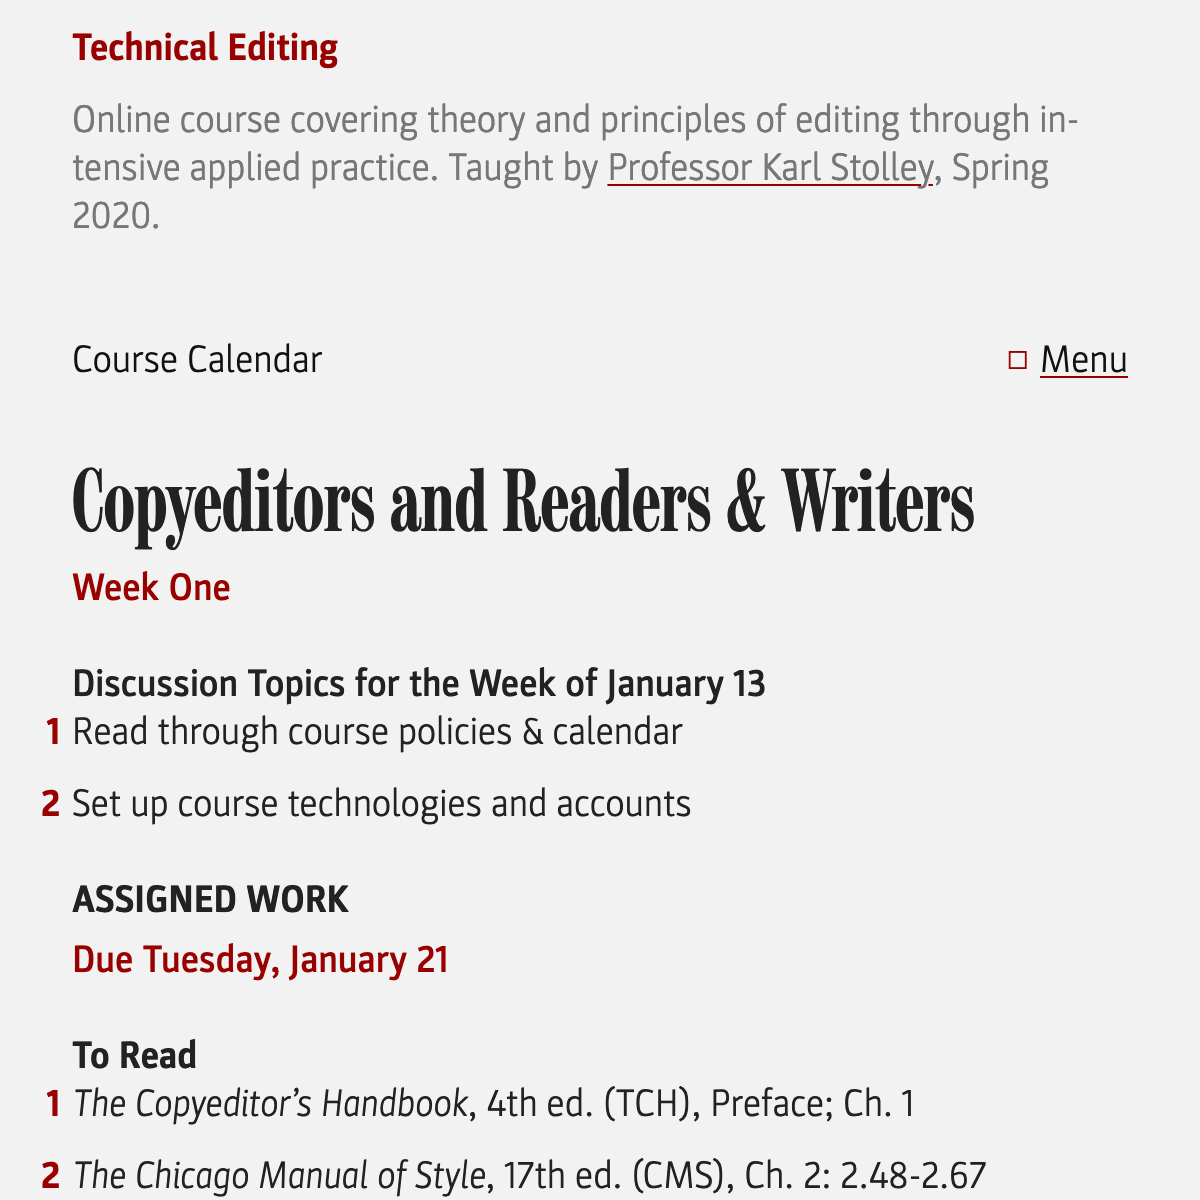 Technical Editing
Online course covering theory and principles of editing through in-
tensive applied practice. Taught by Professor Karl Stolley, Spring
2020.
Course Calendar
Menu
Copyeditors and Readers & Writers
Week One
Discussion Topics for the Week of January 13
1 Read through course policies & calendar
2 Set up course technologies and accounts
ASSIGNED WORK
Due Tuesday, January 21
To Read
1 The Copyeditor’s Handbook, 4th ed. (TCH), Preface; Ch. 1
2 The Chicago Manual of Style, 17th ed. (CMS), Ch. 2: 2.48-2.67